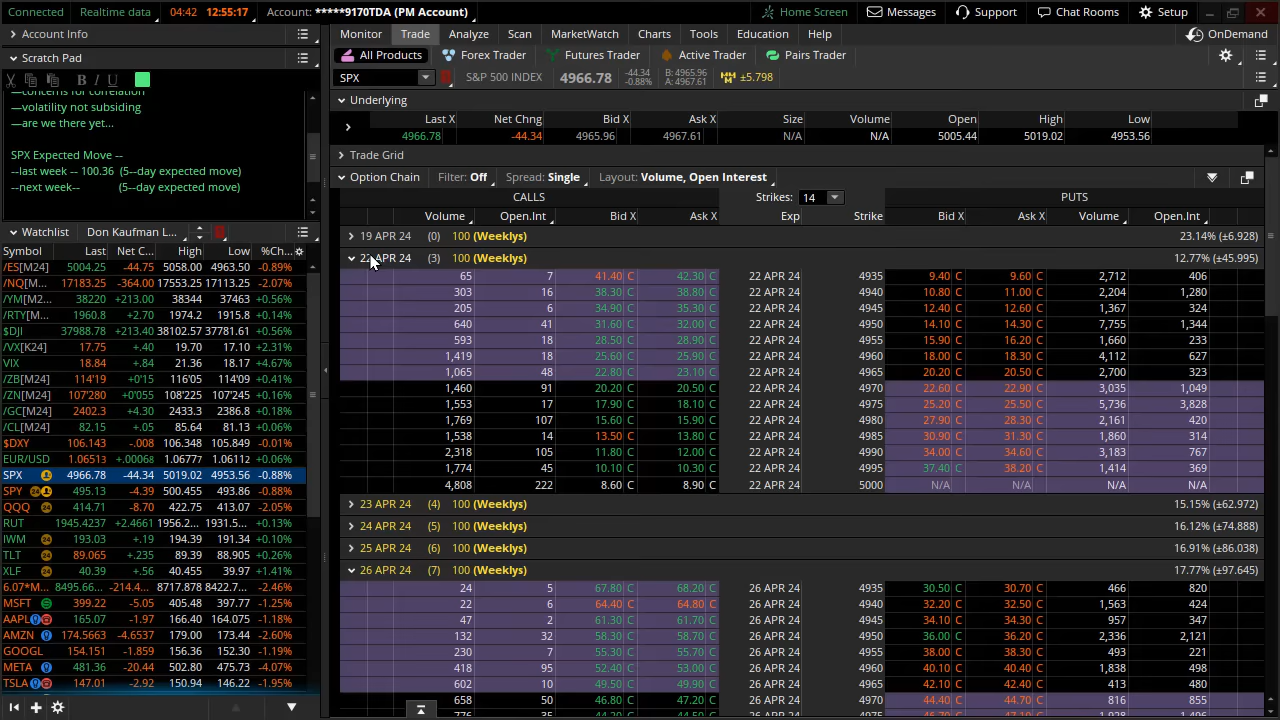 Connected Realtime data 04:42 12:55:17 Account: *****9170TDA (PM Account) Home Screen Messages Support Chat Rooms Setup
Account Info
Scratch Pad
B I U
—concerns for correlation
—volatility not subsiding
—are we there yet...
SPX Expected Move --
--last week -- 100.36 (5--day expected move)
--next week-- (5--day expected move)
Watchlist Don Kaufman L...
Symbol Last Net C... High Low %Ch...
/ES[M24] 5004.25 -44.75 5058.00 4963.50 -0.89%
/NQ[M... 17183.25 -364.00 17553.25 17113.25 -2.07%
/YM[M2... 38220 +213.00 38344 37463 +0.56%
/RTY[M... 1960.8 +2.70 1974.2 1915.8 +0.14%
$DJI 37988.78 +213.40 38102.57 37781.61 +0.56%
/VX[K24] 17.75 +.40 19.70 17.10 +2.31%
VIX 18.84 +.84 21.36 18.17 +4.67%
/ZB[M24] 114'19 +0'15 116'05 114'09 +0.41%
/ZN[M24] 107'280 +0'055 108'225 107'245 +0.16%
/GC[M24] 2402.3 +4.30 2433.3 2386.8 +0.18%
/CL[M24] 82.15 +.05 85.64 81.13 +0.06%
$DXY 106.143 -.008 106.348 105.849 -0.01%
EUR/USD 1.06513 +.00068 1.0677 1.06112 +0.06%
SPX 4966.78 -44.34 5019.02 4953.56 -0.88%
SPY 495.13 -4.39 500.455 493.86 -0.88%
QQQ 414.71 -8.70 422.75 413.07 -2.05%
RUT 1945.4237 +2.4661 1956.2... 1931.5... +0.13%
IWM 193.03 +.19 194.39 191.34 +0.10%
TLT 89.065 +.235 89.39 88.905 +0.26%
XLF 40.39 +.56 40.455 39.97 +1.41%
6.07*M... 8495.66... -214.4... 8717.878 8422.7... -2.46%
MSFT 399.22 -5.05 405.48 397.77 -1.25%
AAPL 165.07 -1.97 166.40 164.075 -1.18%
AMZN 174.5663 -4.6537 179.00 173.44 -2.60%
GOOGL 154.151 -1.859 156.36 152.30 -1.19%
META 481.36 -20.44 502.80 475.73 -4.07%
TSLA 147.01 -2.92 150.94 146.22 -1.95%
Monitor Trade Analyze Scan MarketWatch Charts Tools Education Help OnDemand
All Products Forex Trader Futures Trader Active Trader Pairs Trader
SPX S&P 500 INDEX 4966.78 -44.34 -0.88% B: 4965.96 A: 4967.61 ±5.798
Underlying
Last X Net Chng Bid X Ask X Size Volume Open High Low
4966.78 -44.34 4965.96 4967.61 N/A N/A 5005.44 5019.02 4953.56
Trade Grid
Option Chain Filter: Off Spread: Single Layout: Volume, Open Interest
CALLS Strikes: 14 PUTS
Volume Open.Int Bid X Ask X Exp Strike Bid X Ask X Volume Open.Int
19 APR 24 (0) 100 (Weeklys) 23.14% (±6.928)
22 APR 24 (3) 100 (Weeklys) 12.77% (±45.995)
65 7 41.40 C 42.30 C 22 APR 24 4935 9.40 C 9.60 C 2,712 406
303 16 38.30 C 38.80 C 22 APR 24 4940 10.80 C 11.00 C 2,204 1,280
205 6 34.90 C 35.30 C 22 APR 24 4945 12.40 C 12.60 C 1,367 324
640 41 31.60 C 32.00 C 22 APR 24 4950 14.10 C 14.30 C 7,755 1,344
593 18 28.50 C 28.90 C 22 APR 24 4955 15.90 C 16.20 C 1,660 233
1,419 18 25.60 C 25.90 C 22 APR 24 4960 18.00 C 18.30 C 4,112 627
1,065 48 22.80 C 23.10 C 22 APR 24 4965 20.20 C 20.50 C 2,700 323
1,460 91 20.20 C 20.50 C 22 APR 24 4970 22.60 C 22.90 C 3,035 1,049
1,553 17 17.90 C 18.10 C 22 APR 24 4975 25.20 C 25.50 C 5,736 3,828
1,769 107 15.60 C 15.90 C 22 APR 24 4980 27.90 C 28.30 C 2,161 420
1,538 14 13.50 C 13.80 C 22 APR 24 4985 30.90 C 31.30 C 1,860 314
2,318 105 11.80 C 12.00 C 22 APR 24 4990 34.00 C 34.60 C 3,183 767
1,774 45 10.10 C 10.30 C 22 APR 24 4995 37.40 C 38.20 C 1,414 369
4,808 222 8.60 C 8.90 C 22 APR 24 5000 N/A N/A N/A N/A
23 APR 24 (4) 100 (Weeklys) 15.15% (±62.972)
24 APR 24 (5) 100 (Weeklys) 16.12% (±74.888)
25 APR 24 (6) 100 (Weeklys) 16.91% (±86.038)
26 APR 24 (7) 100 (Weeklys) 17.77% (±97.645)
24 5 67.80 C 68.20 C 26 APR 24 4935 30.50 C 30.70 C 466 820
22 6 64.40 C 64.80 C 26 APR 24 4940 32.20 C 32.50 C 1,563 424
47 2 61.30 C 61.70 C 26 APR 24 4945 34.10 C 34.30 C 957 347
132 32 58.30 C 58.70 C 26 APR 24 4950 36.00 C 36.20 C 2,336 2,121
230 7 55.30 C 55.70 C 26 APR 24 4955 38.00 C 38.30 C 493 221
418 95 52.40 C 53.00 C 26 APR 24 4960 40.10 C 40.40 C 1,838 498
602 10 49.50 C 49.90 C 26 APR 24 4965 42.10 C 42.40 C 413 480
658 50 46.80 C 47.20 C 26 APR 24 4970 44.40 C 44.70 C 816 855